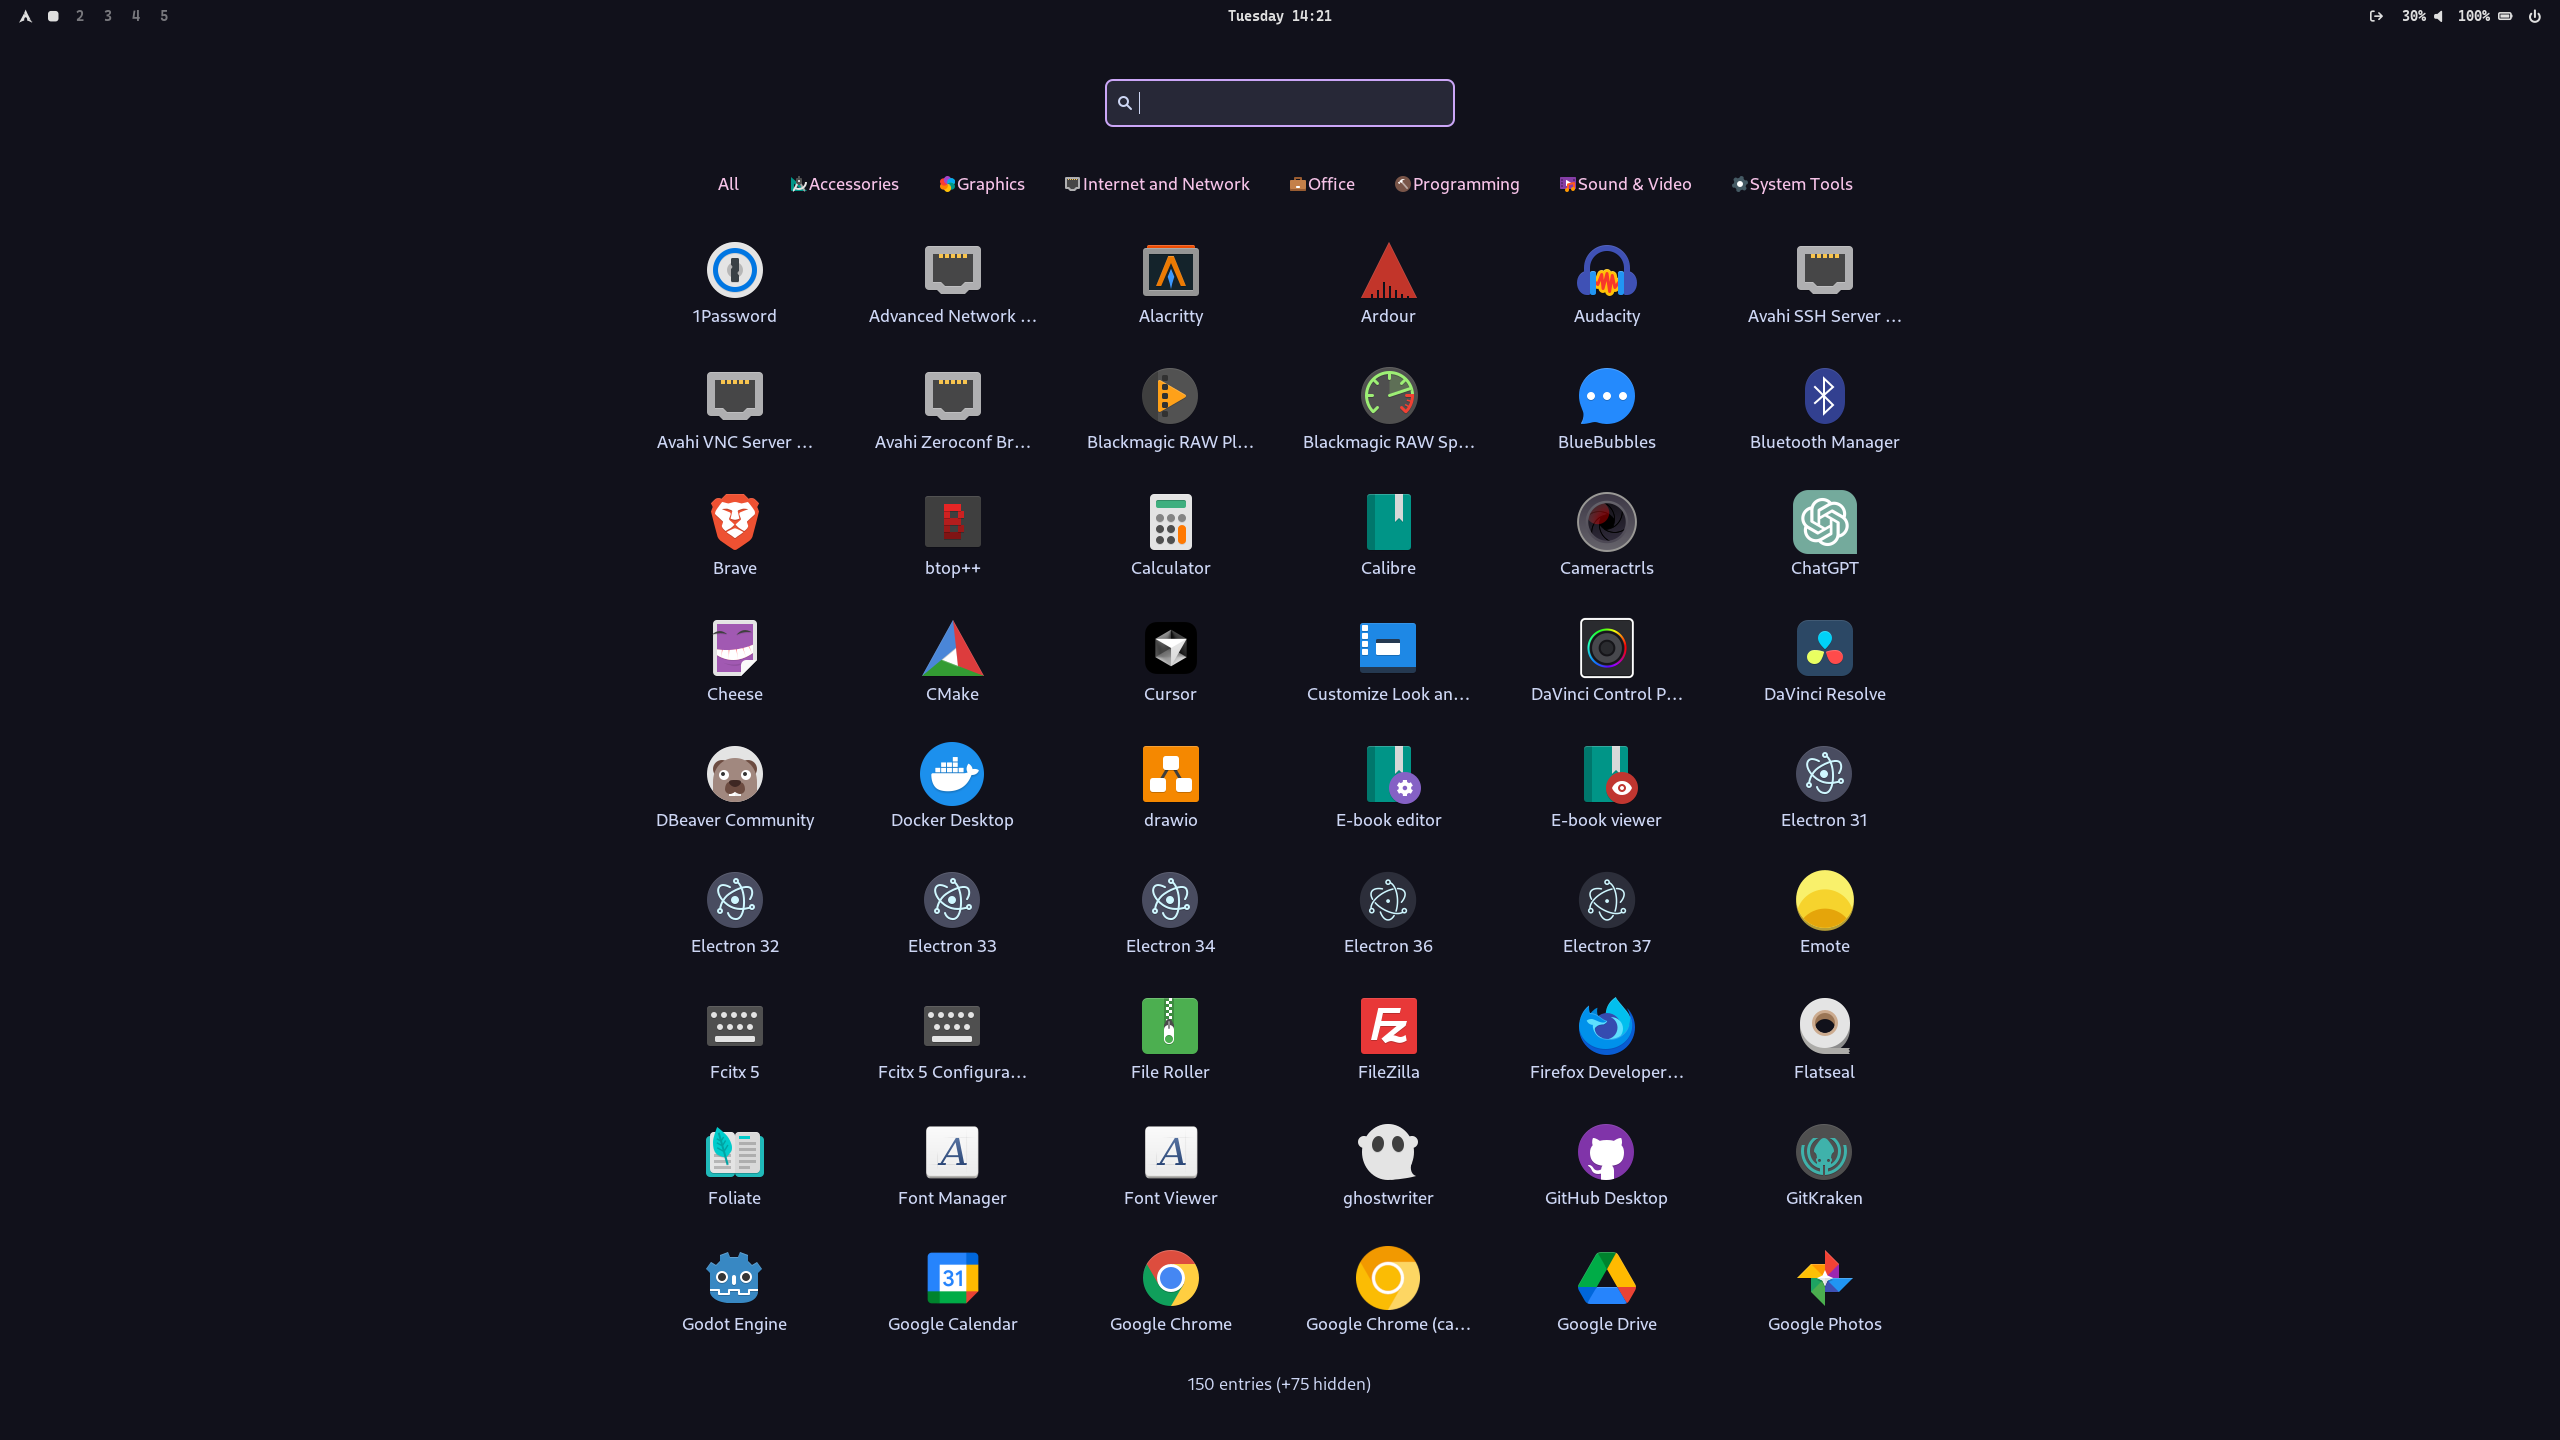 2 3 4 5 Tuesday 14:21 30% 100%
All Accessories Graphics Internet and Network Office Programming Sound & Video System Tools
1Password Advanced Network ... Alacritty Ardour Audacity Avahi SSH Server ...
Avahi VNC Server ... Avahi Zeroconf Br... Blackmagic RAW Pl... Blackmagic RAW Sp... BlueBubbles Bluetooth Manager
Brave btop++ Calculator Calibre Cameractrls ChatGPT
Cheese CMake Cursor Customize Look an... DaVinci Control P... DaVinci Resolve
DBeaver Community Docker Desktop drawio E-book editor E-book viewer Electron 31
Electron 32 Electron 33 Electron 34 Electron 36 Electron 37 Emote
Fcitx 5 Fcitx 5 Configura... File Roller FileZilla Firefox Developer... Flatseal
Foliate Font Manager Font Viewer ghostwriter GitHub Desktop GitKraken
31
Godot Engine Google Calendar Google Chrome Google Chrome (ca... Google Drive Google Photos
150 entries (+75 hidden)